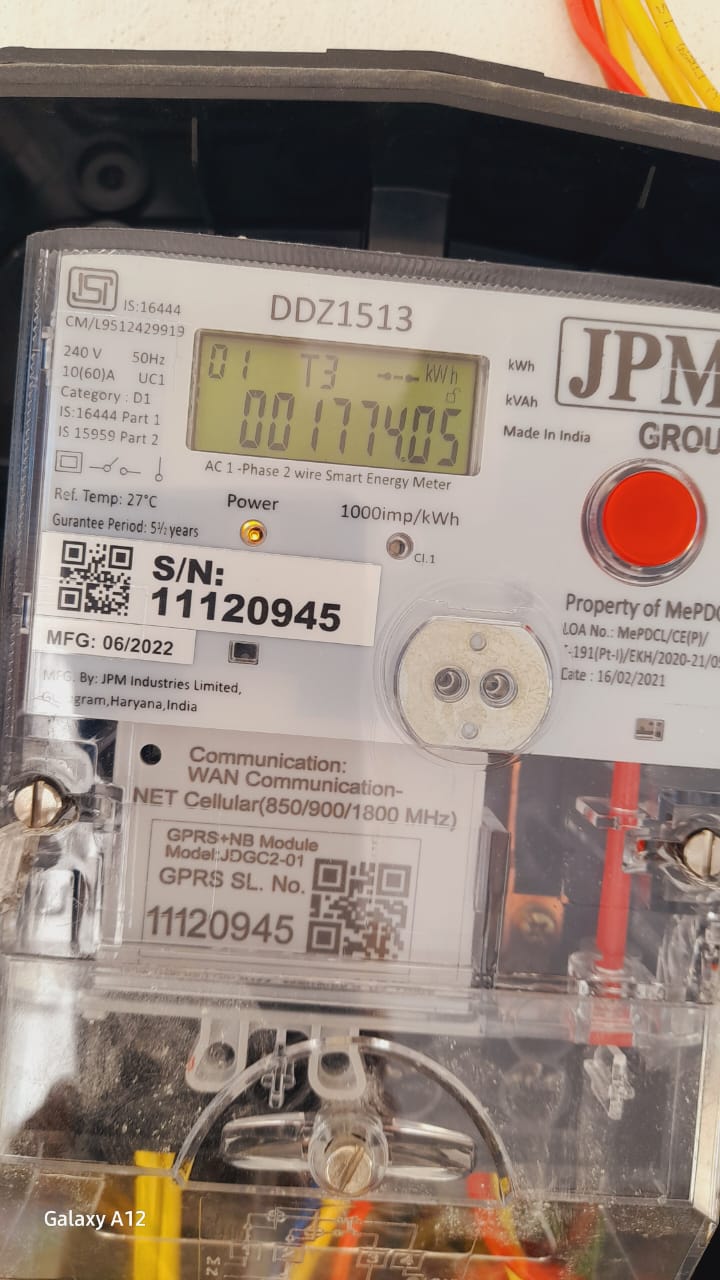 DDZ1513
IS:16444
CM/L9512429919
240 V 50Hz
10(60)A UC1
Category : D1
IS:16444 Part 1
IS 15959 Part 2
Ref. Temp: 27°C
Gurantee Period: 5½ years
01 T3 kWh
001774.05
kWh
kVAh
Made In India
JPM
GROU
AC 1 -Phase 2 wire Smart Energy Meter
Power
1000imp/kWh
Cl.1
S/N:
11120945
MFG: 06/2022
MFG. By: JPM Industries Limited,
gram,Haryana,India
Property of MePDC
LOA No.: MePDCL/CE(P)/
-191(Pt-I)/EKH/2020-21/0
Date : 16/02/2021
Communication:
WAN Communication-
NET Cellular(850/900/1800 MHz)
GPRS+NB Module
Model:JDGC2-01
GPRS SL. No.
11120945
3 4
Galaxy A12